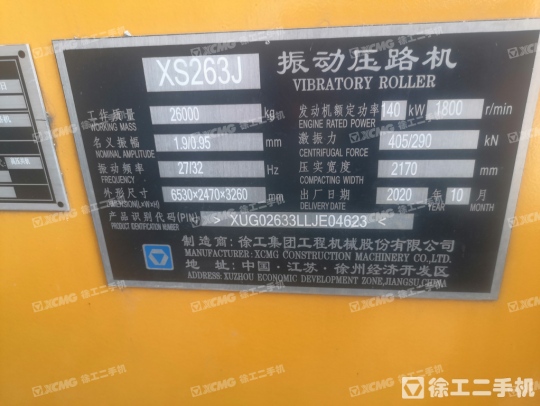 XS263J 振动压路机
VIBRATORY ROLLER
工作质量 26000 kg 发动机额定功率 140 kW 1800 r/min
WORKING MASS ENGINE RATED POWER
名义振幅 1.9/0.95 mm 激振力 405/290 kN
NOMINAL AMPLITUDE CENTRIFUGAL FORCE
振动频率 27/32 Hz 压实宽度 2170 mm
FREQUENCY COMPACTING WIDTH
外形尺寸 6530×2470×3260 mm 出厂日期 2020 年 10 月
DIMENSION(L×W×H) DELIVERY DATE YEAR MONTH
产品识别代码(PIN) > XUG02633LLJE04623 <
PRODUCT IDENTIFICATION NUMBER
制造商：徐工集团工程机械股份有限公司
MANUFACTURER: XCMG CONSTRUCTION MACHINERY CO.,LTD.
地 址：中国·江苏·徐州经济开发区
ADDRESS: XUZHOU ECONOMIC DEVELOPMENT ZONE,JIANGSU,CHINA
徐工二手机